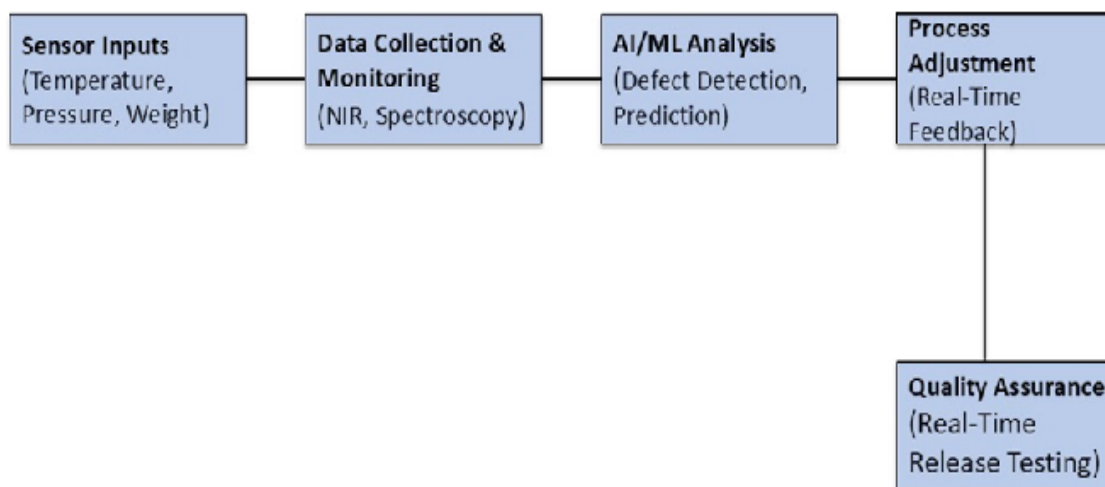 Sensor Inputs
(Temperature,
Pressure, Weight)
Data Collection &
Monitoring
(NIR, Spectroscopy)
AI/ML Analysis
(Defect Detection,
Prediction)
Process
Adjustment
(Real-Time
Feedback)
Quality Assurance
(Real-Time
Release Testing)